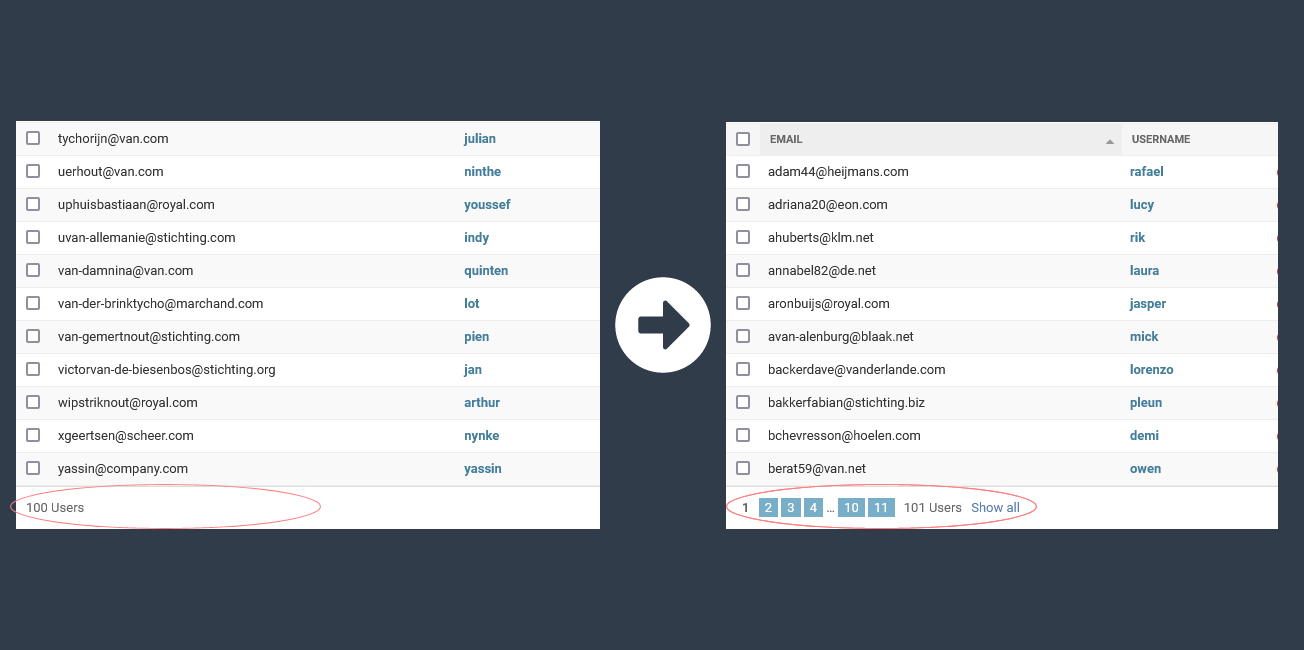 tychorijn@van.com julian
uerhout@van.com ninthe
uphuisbastiaan@royal.com youssef
uvan-allemanie@stichting.com indy
van-damnina@van.com quinten
van-der-brinktycho@marchand.com lot
van-gemertnout@stichting.com pien
victorvan-de-biesenbos@stichting.org jan
wipstriknout@royal.com arthur
xgeertsen@scheer.com nynke
yassin@company.com yassin
100 Users
EMAIL USERNAME
adam44@heijmans.com rafael
adriana20@eon.com lucy
ahuberts@klm.net rik
annabel82@de.net laura
aronbuijs@royal.com jasper
avan-alenburg@blaak.net mick
backerdave@vanderlande.com lorenzo
bakkerfabian@stichting.biz pleun
bchevresson@hoelen.com demi
berat59@van.net owen
1 2 3 4 ... 10 11 101 Users Show all